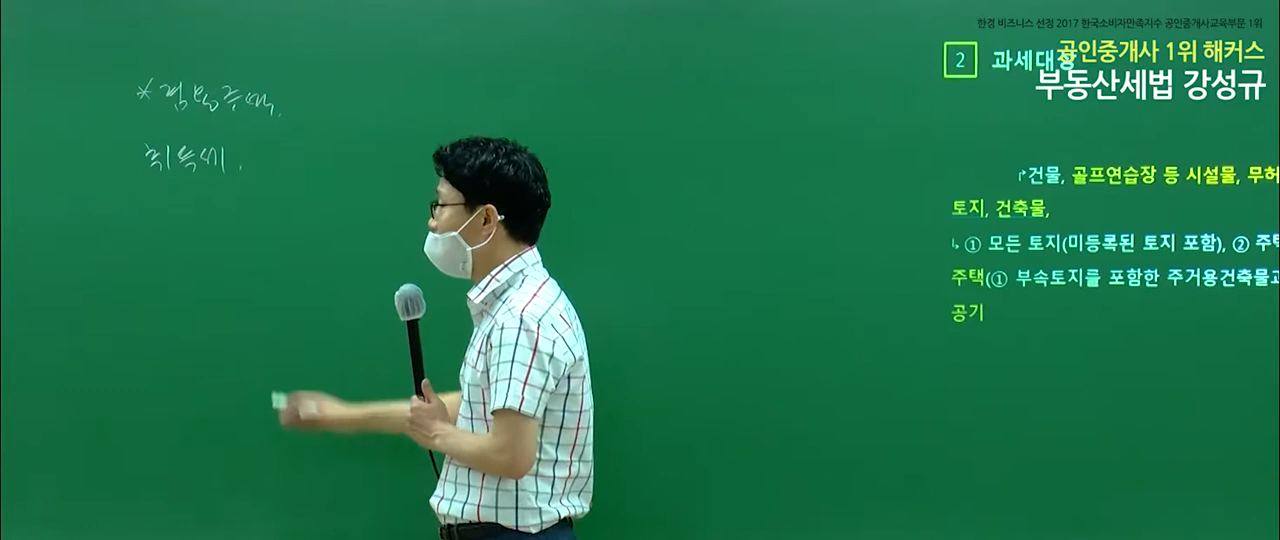 한경 비즈니스 선정 2017 한국소비자만족지수 공인중개사교육부문 1위
공인중개사 1위 해커스
부동산세법 강성규
2 과세대장
* 겸용주택.
취득세.
건물, 골프연습장 등 시설물, 무허
토지, 건축물,
↳ ① 모든 토지(미등록된 토지 포함), ② 주택
주택(① 부속토지를 포함한 주거용건축물고
공기